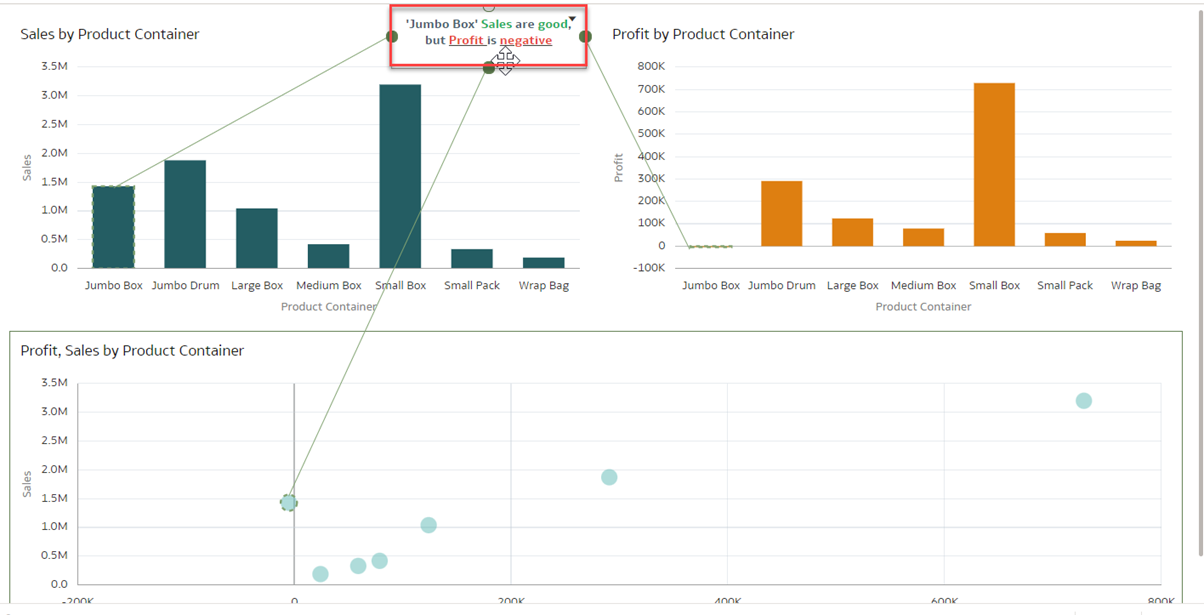 'Jumbo Box' Sales are good,
but Profit is negative
Sales by Product Container
3.5M
3.0M
2.5M
2.0M
1.5M
1.0M
0.5M
0.0
Sales
Jumbo Box Jumbo Drum Large Box Medium Box Small Box Small Pack Wrap Bag
Product Container
Profit by Product Container
800K
700K
600K
500K
400K
300K
200K
100K
0
-100K
Profit
Jumbo Box Jumbo Drum Large Box Medium Box Small Box Small Pack Wrap Bag
Product Container
Profit, Sales by Product Container
3.5M
3.0M
2.5M
2.0M
1.5M
1.0M
0.5M
0.0
Sales
-200K 0 200K 400K 600K 800K